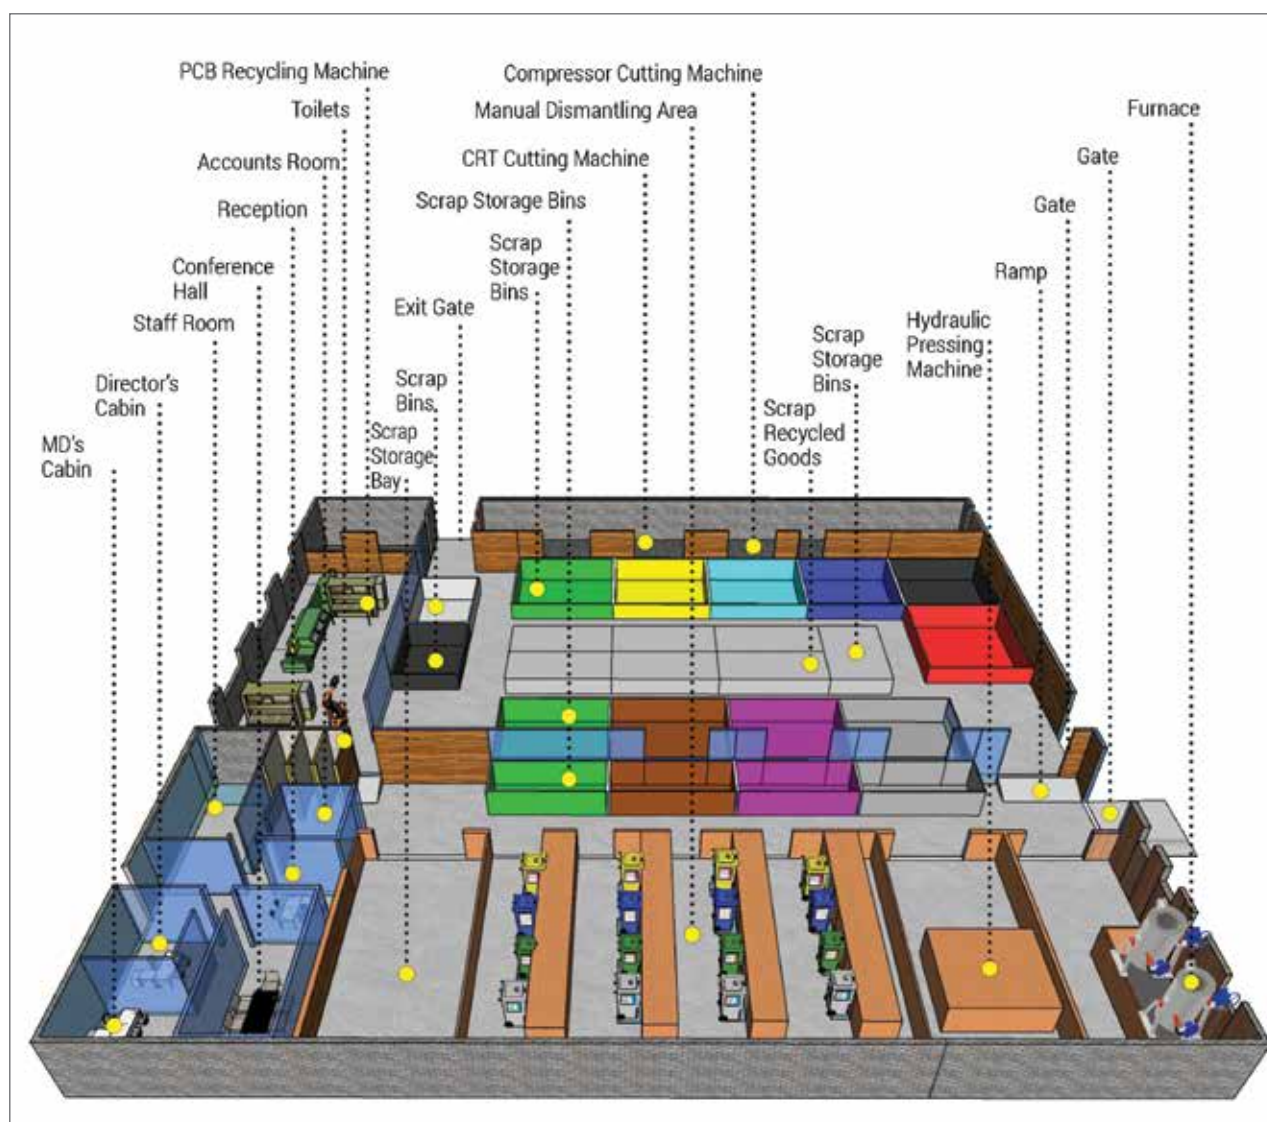 PCB Recycling Machine
Compressor Cutting Machine
Toilets
Manual Dismantling Area
Furnace
Accounts Room
CRT Cutting Machine
Gate
Reception
Scrap Storage Bins
Gate
Conference
Hall
Scrap
Storage
Bins
Ramp
Staff Room
Exit Gate
Hydraulic
Pressing
Machine
Scrap
Storage
Bins
Director's
Cabin
Scrap
Bins
Scrap
Recycled
Goods
MD's
Cabin
Scrap
Storage
Bay